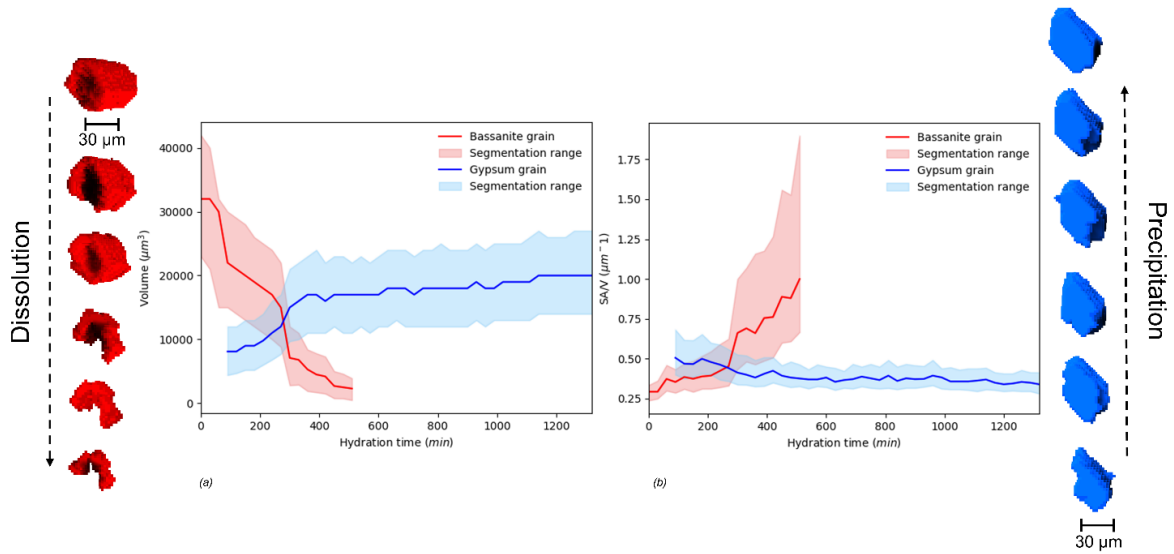 Dissolution
30 μm
Volume (μm³)
40000
30000
20000
10000
0
0 200 400 600 800 1000 1200
Hydration time (min)
Bassanite grain
Segmentation range
Gypsum grain
Segmentation range
(a)
SA/V (μm−1)
1.75
1.50
1.25
1.00
0.75
0.50
0.25
0 200 400 600 800 1000 1200
Hydration time (min)
Bassanite grain
Segmentation range
Gypsum grain
Segmentation range
(b)
Precipitation
30 μm